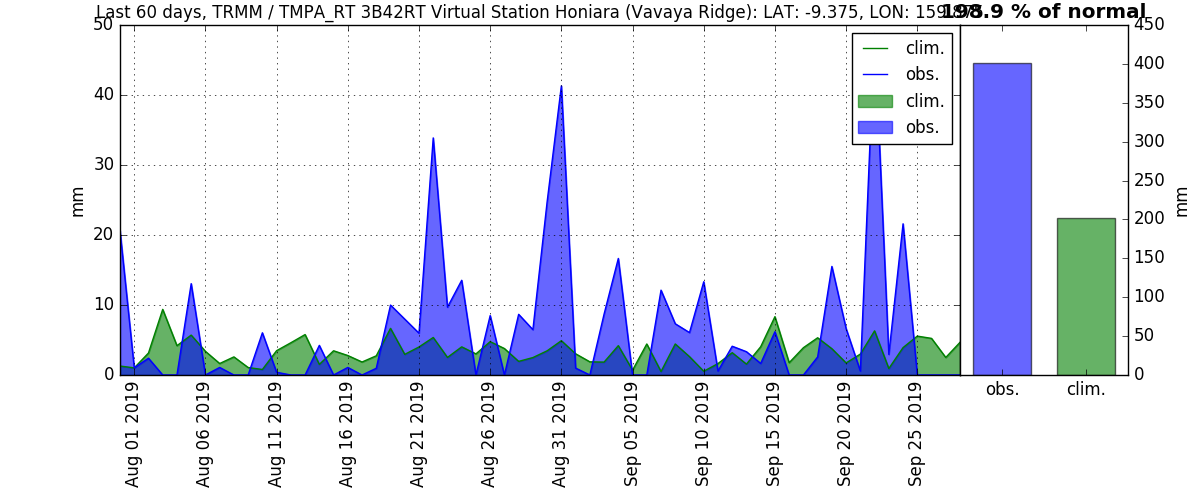 Last 60 days, TRMM / TMPA_RT 3B42RT Virtual Station Honiara (Vavaya Ridge): LAT: -9.375, LON:
198.9 % of normal
50
40
30
20
10
0
mm
clim.
obs.
clim.
obs.
Aug 01 2019
Aug 06 2019
Aug 11 2019
Aug 16 2019
Aug 21 2019
Aug 26 2019
Aug 31 2019
Sep 05 2019
Sep 10 2019
Sep 15 2019
Sep 20 2019
Sep 25 2019
450
400
350
300
250
200
150
100
50
0
mm
obs.
clim.